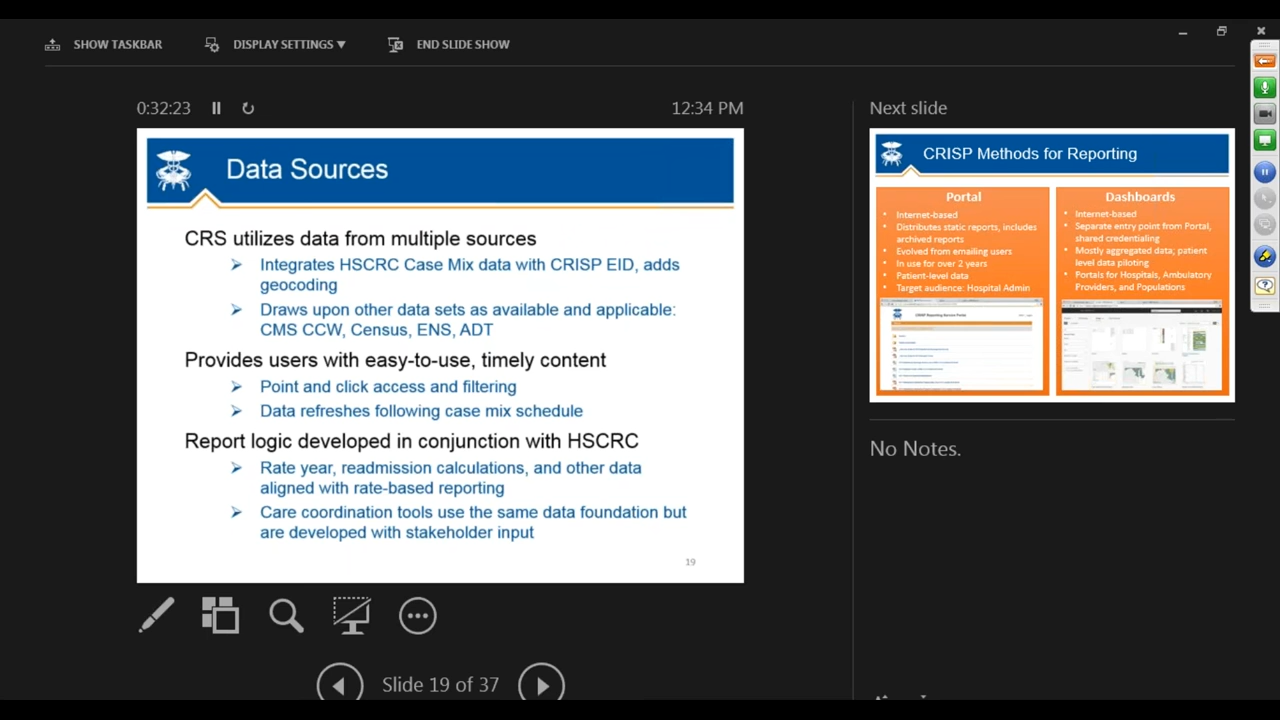 SHOW TASKBAR
DISPLAY SETTINGS ▼
END SLIDE SHOW
0:32:23
12:34 PM
Data Sources
CRS utilizes data from multiple sources
➢ Integrates HSCRC Case Mix data with CRISP EID, adds
geocoding
➢ Draws upon other data sets as available and applicable:
CMS CCW, Census, ENS, ADT
Provides users with easy-to-use, timely content
➢ Point and click access and filtering
➢ Data refreshes following case mix schedule
Report logic developed in conjunction with HSCRC
➢ Rate year, readmission calculations, and other data
aligned with rate-based reporting
➢ Care coordination tools use the same data foundation but
are developed with stakeholder input
19
Slide 19 of 37
Next slide
CRISP Methods for Reporting
Portal
• Internet-based
• Distributes static reports, includes
archived reports
• Evolved from emailing users
• In use for over 2 years
• Patient-level data
• Target audience: Hospital Admin
Dashboards
• Internet-based
• Separate entry point from Portal,
shared credentialing
• Mostly aggregated data; patient
level data piloting
• Portals for Hospitals, Ambulatory
Providers, and Populations
No Notes.